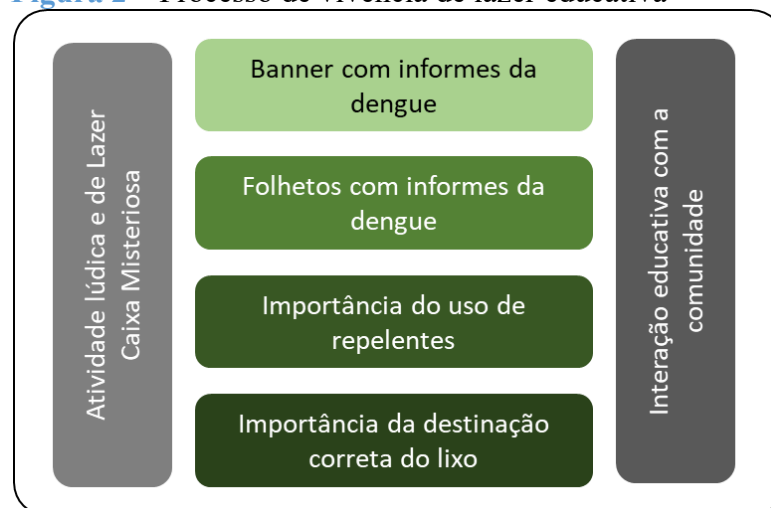 Figura 2 – Processo de vivência de lazer educativa
Atividade lúdica e de Lazer
Caixa Misteriosa
Banner com informes da
dengue
Folhetos com informes da
dengue
Importância do uso de
repelentes
Importância da destinação
correta do lixo
Interação educativa com a
comunidade